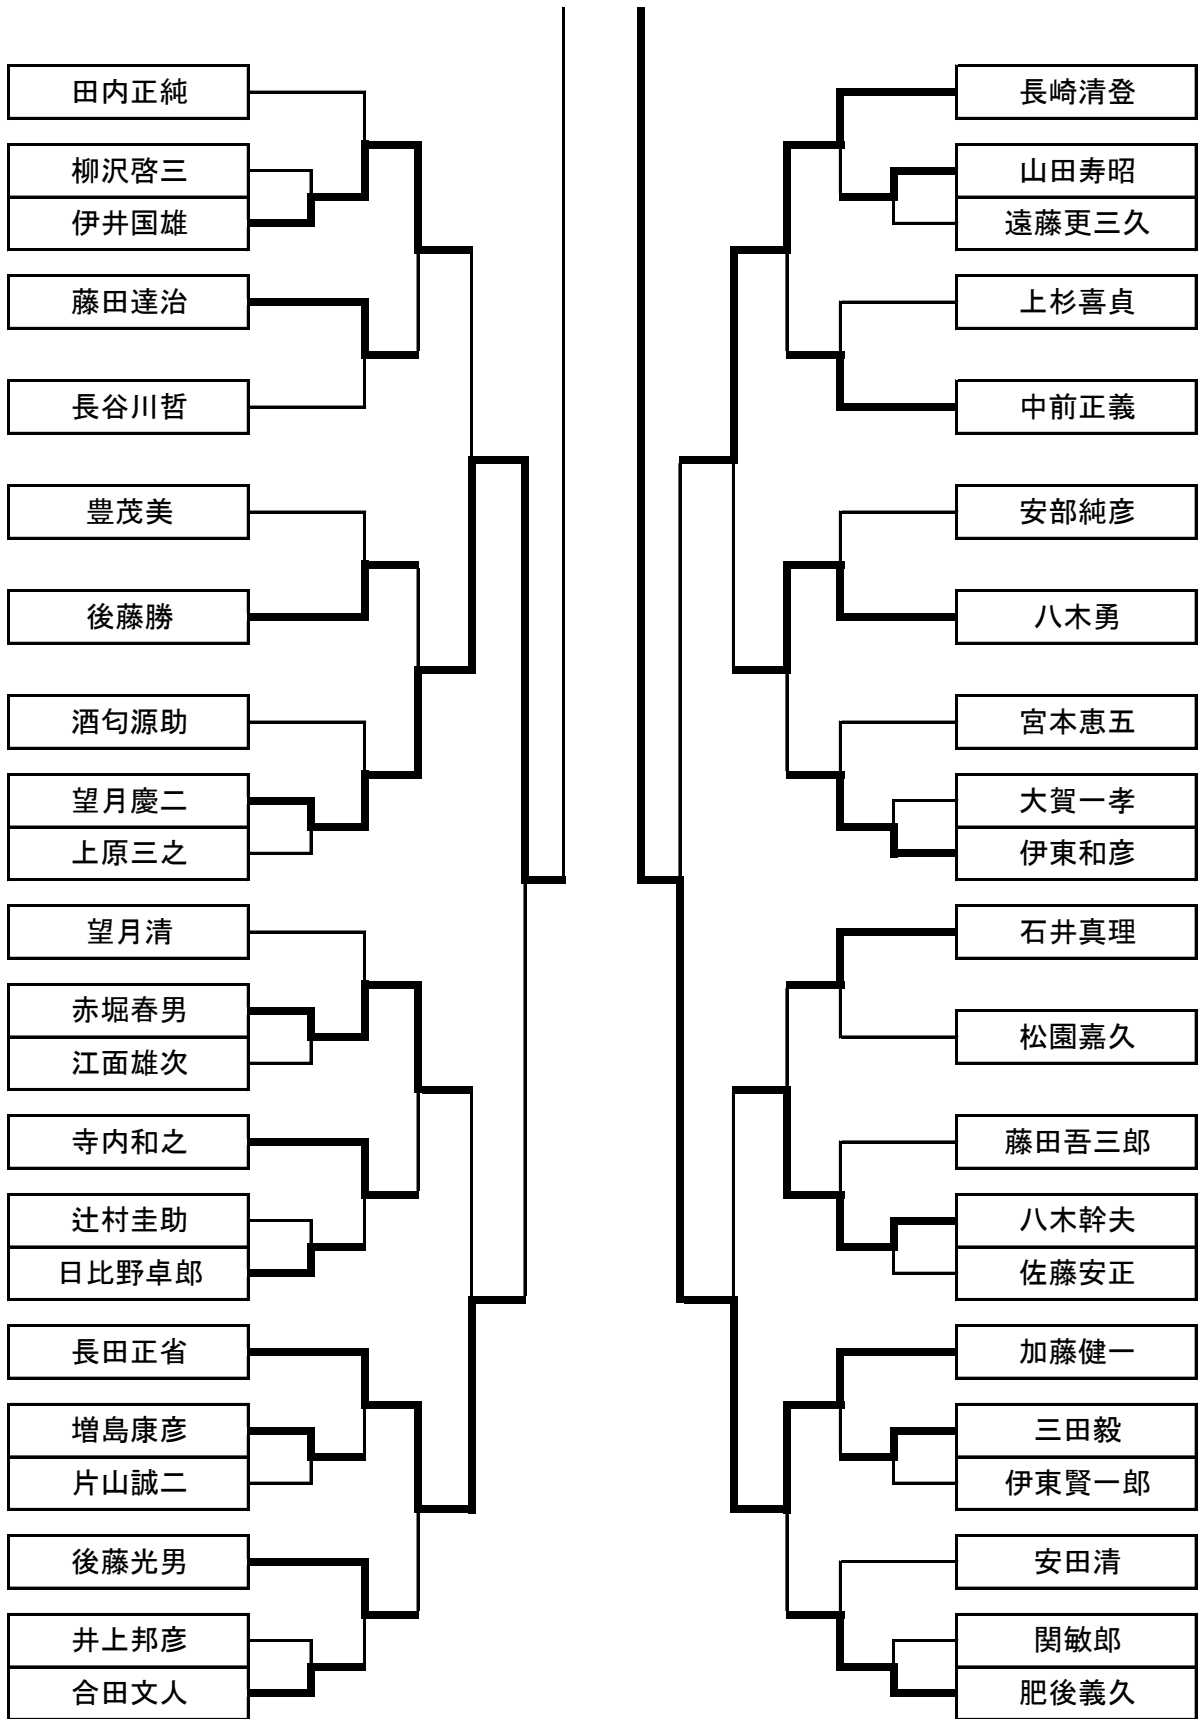 田内正純
柳沢啓三
伊井国雄
藤田達治
長谷川哲
豊茂美
後藤勝
酒匂源助
望月慶二
上原三之
望月清
赤堀春男
江面雄次
寺内和之
辻村圭助
日比野卓郎
長田正省
増島康彦
片山誠二
後藤光男
井上邦彦
合田文人
長崎清登
山田寿昭
遠藤更三久
上杉喜貞
中前正義
安部純彦
八木勇
宮本恵五
大賀一孝
伊東和彦
石井真理
松園嘉久
藤田吾三郎
八木幹夫
佐藤安正
加藤健一
三田毅
伊東賢一郎
安田清
関敏郎
肥後義久